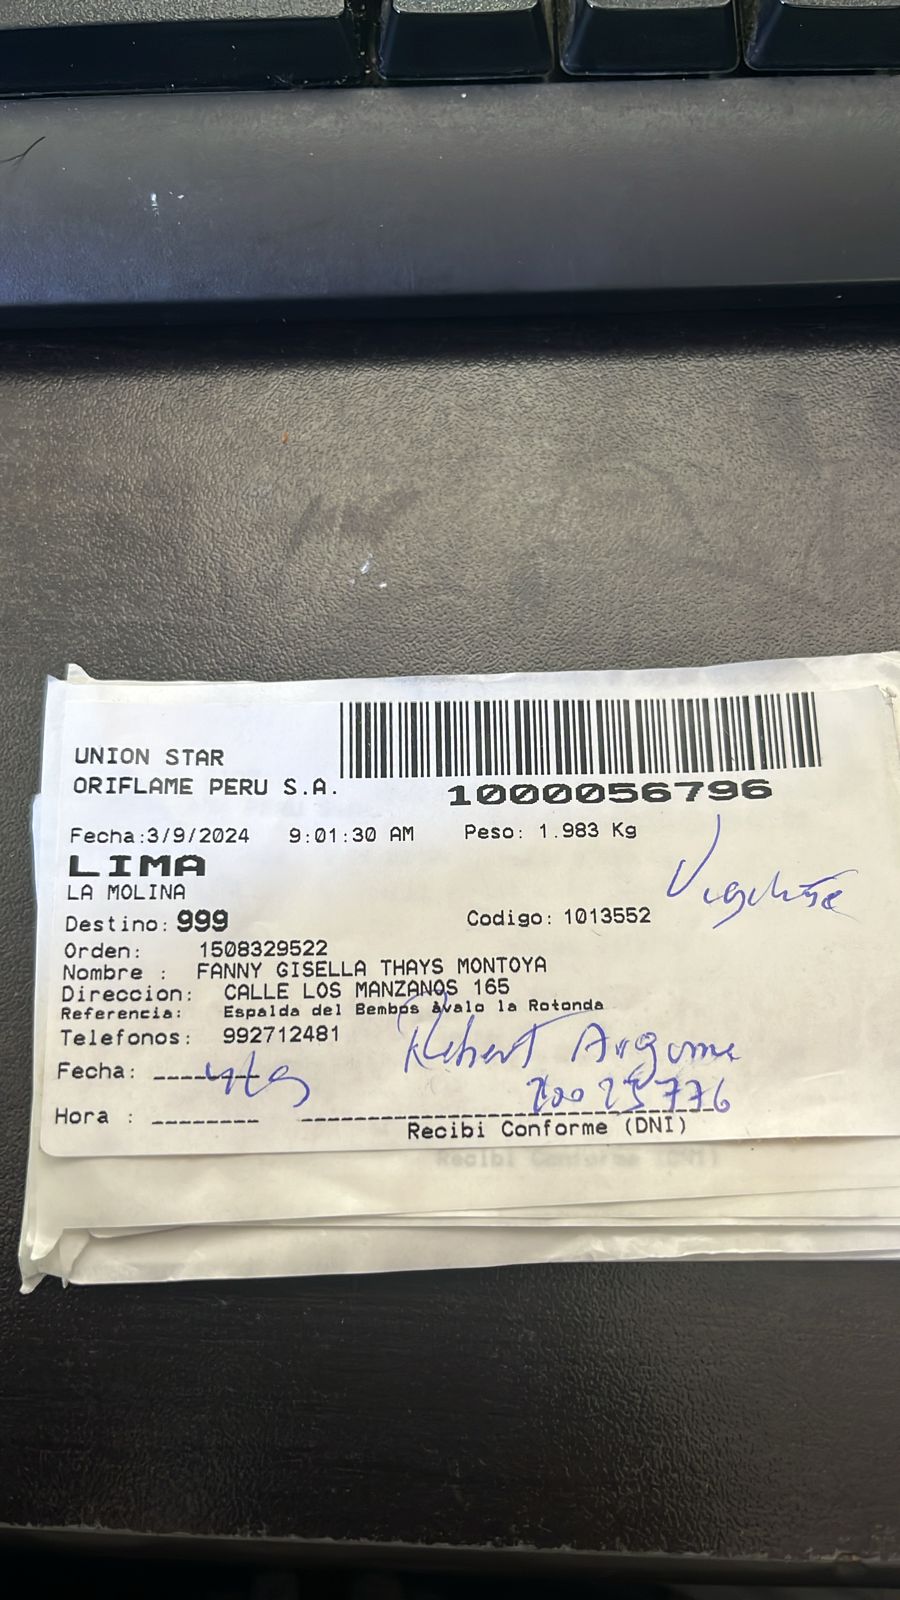 UNION STAR
ORIFLAME PERU S.A.
1000056796
Fecha:3/9/2024 9:01:30 AM Peso: 1.983 Kg
LIMA
LA MOLINA
Destino: 999 Codigo: 1013552
Orden: 1508329522
Nombre : FANNY GISELLA THAYS MONTOYA
Direccion: CALLE LOS MANZANOS 165
Referencia: Espalda del Bembos avalo la Rotonda
Telefonos: 992712481
Robert
Fecha:
Hora :
Recibi Conforme (DNI)